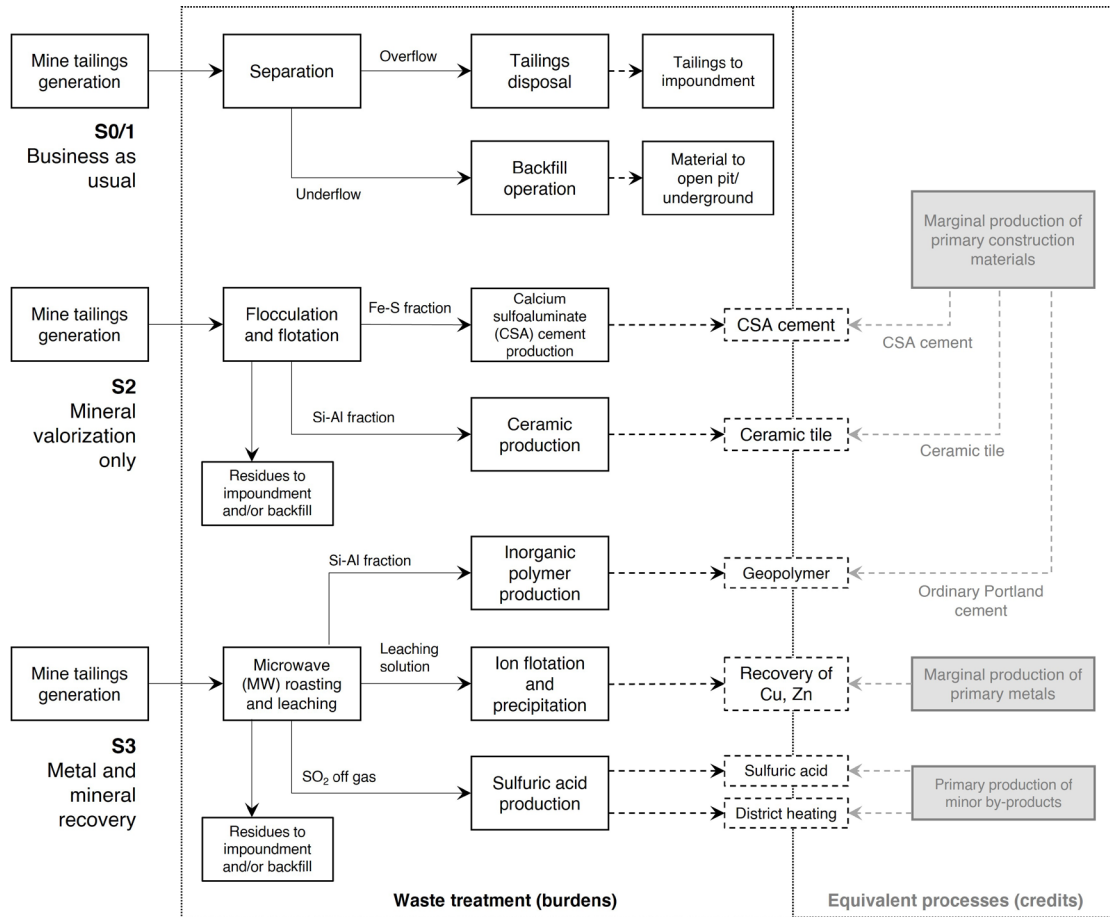 Mine tailings
generation
Separation
Overflow
Tailings
disposal
Tailings to
impoundment
S0/1
Business as
usual
Underflow
Backfill
operation
Material to
open pit/
underground
Marginal production of
primary construction
materials
Mine tailings
generation
Flocculation
and flotation
Fe-S fraction
Calcium
sulfoaluminate
(CSA) cement
production
CSA cement
CSA cement
S2
Mineral
valorization
only
Si-Al fraction
Ceramic
production
Ceramic tile
Ceramic tile
Residues to
impoundment
and/or backfill
Si-Al fraction
Inorganic
polymer
production
Geopolymer
Ordinary Portland
cement
Mine tailings
generation
Microwave
(MW) roasting
and leaching
Leaching
solution
Ion flotation
and
precipitation
Recovery of
Cu, Zn
Marginal production of
primary metals
S3
Metal and
mineral
recovery
SO₂ off gas
Sulfuric acid
production
Sulfuric acid
District heating
Primary production of
minor by-products
Residues to
impoundment
and/or backfill
Waste treatment (burdens)
Equivalent processes (credits)